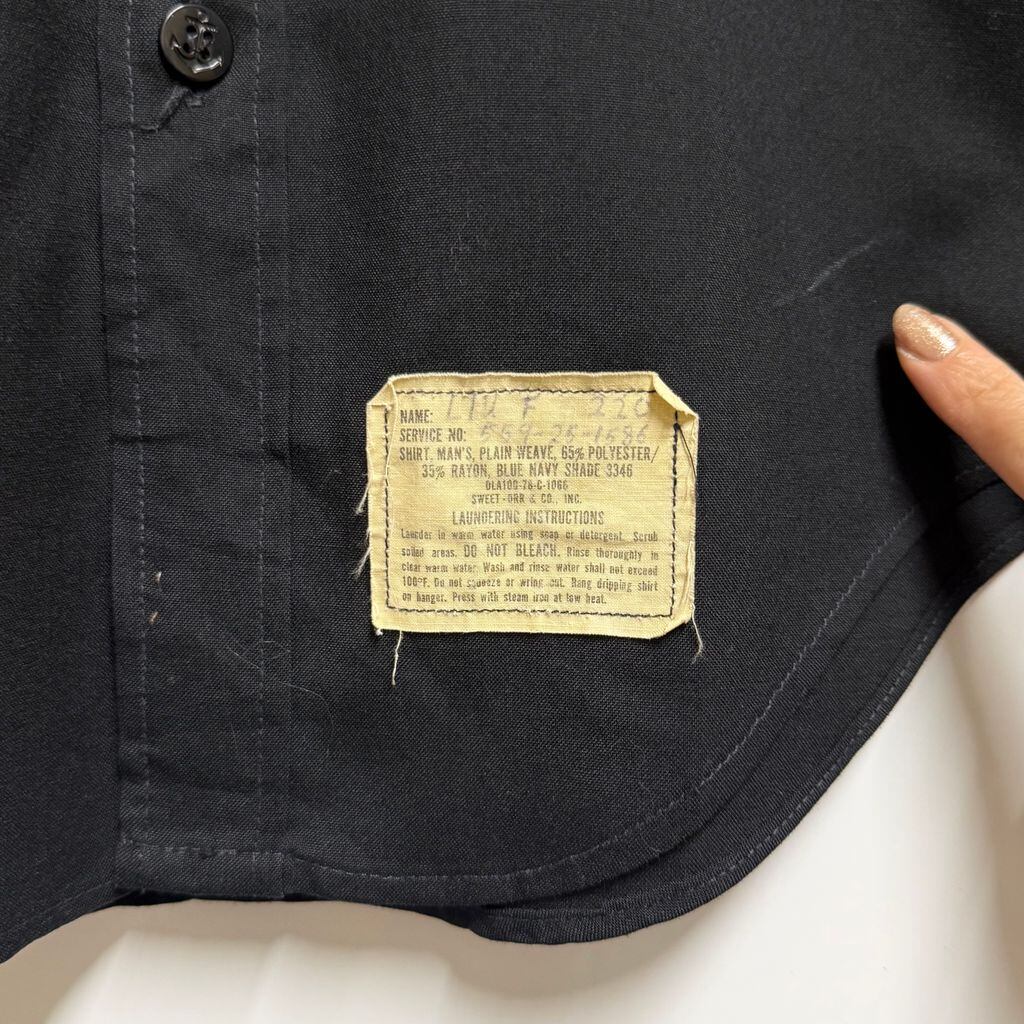 NAME:
SERVICE NO:
SHIRT, MAN'S, PLAIN WEAVE, 65% POLYESTER/
35% RAYON, BLUE NAVY SHADE 3346
DLA100-78-C-1066
SWEET-ORR & CO., INC.
LAUNDERING INSTRUCTIONS
Launder in warm water using soap or detergent. Scrub
soiled areas. DO NOT BLEACH. Rinse thoroughly in
clear warm water. Wash and rinse water shall not exceed
100°F. Do not squeeze or wring out. Hang dripping shirt
on hanger. Press with steam iron at low heat.